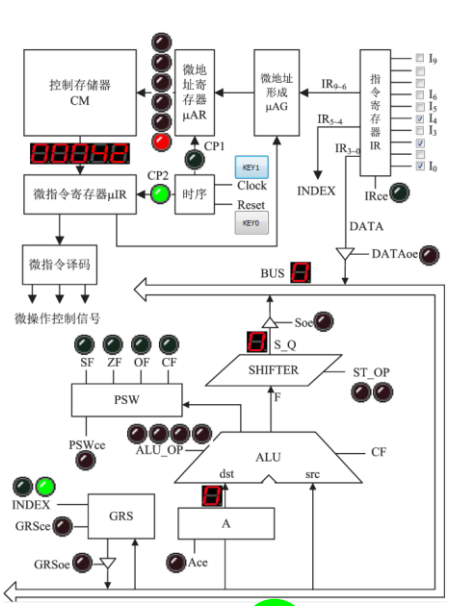 控制存储器
CM
微地
址寄
存器
μAR
微地址
形成
μAG
指
令
寄
存
器
IR
IR9~6
IR5~4
IR3~0
I9
I6
I5
I4
I3
I0
CP1
CP2
KEY1
Clock
Reset
KEY0
时序
微指令寄存器μIR
INDEX
IRce
DATA
DATAoe
微指令译码
微操作控制信号
BUS
Soe
S_Q
SHIFTER
ST_OP
F
SF ZF OF CF
PSW
PSWce
ALU_OP
ALU
CF
dst
src
INDEX
GRS
GRSce
GRSoe
A
Ace